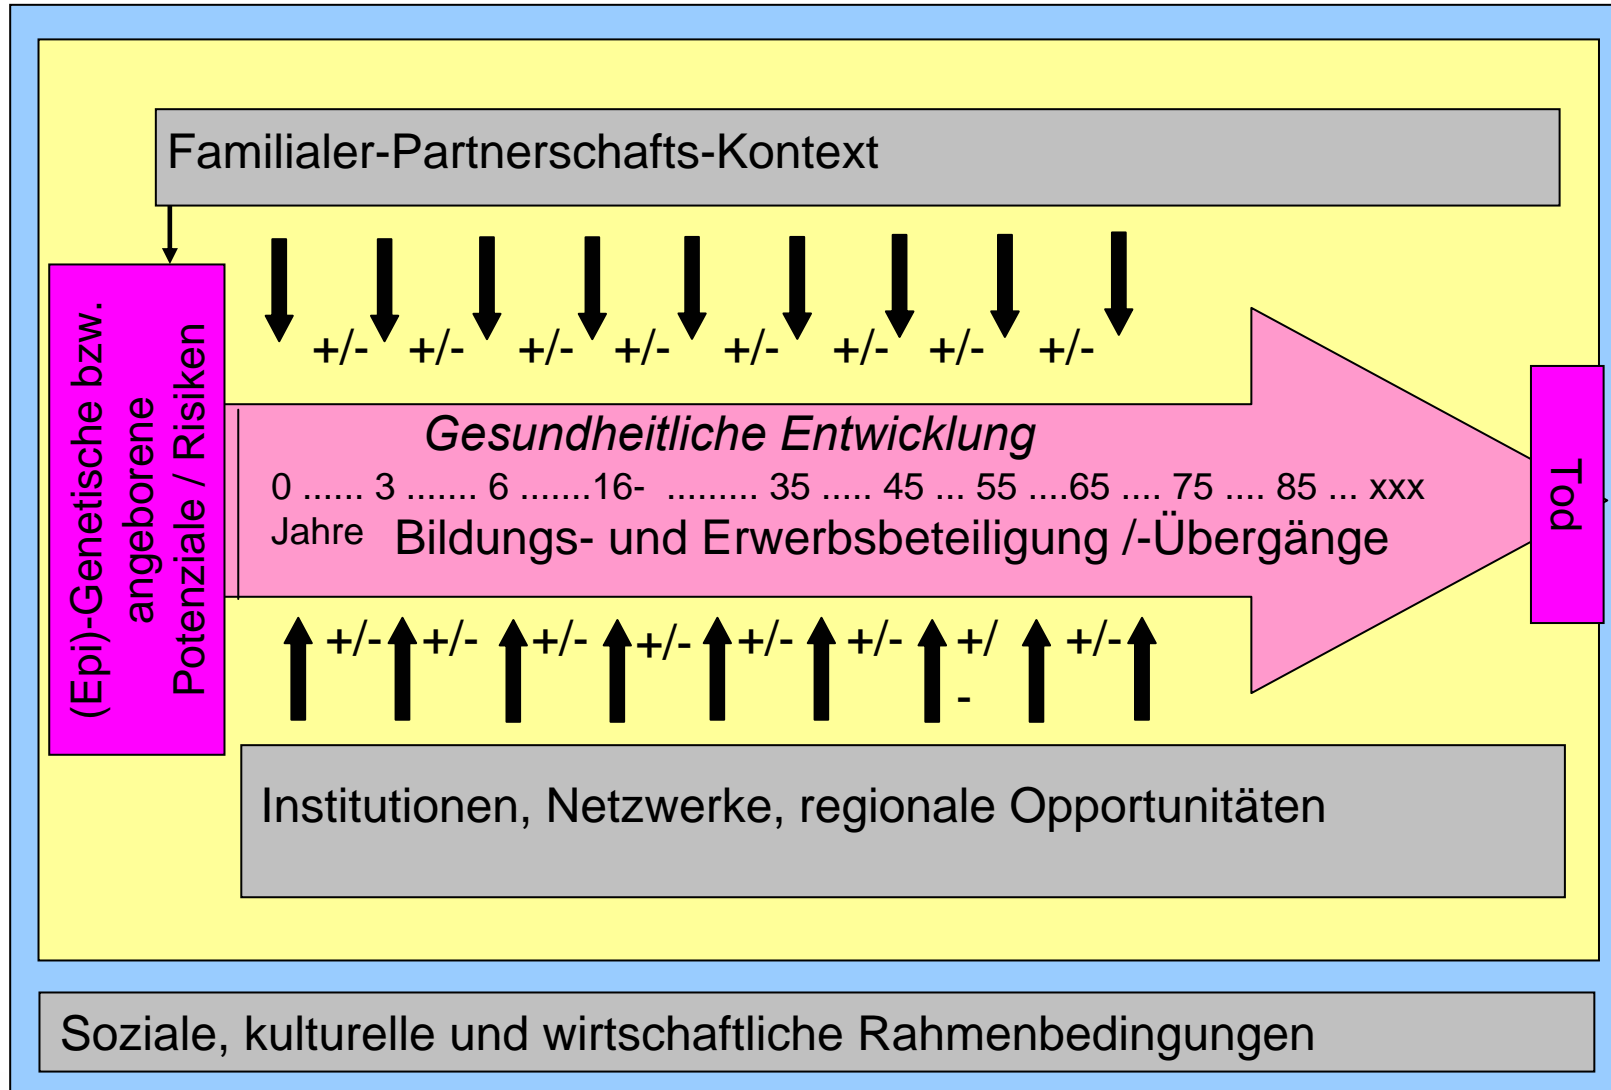 Familialer-Partnerschafts-Kontext
(Epi)-Genetische bzw.
angeborene
Potenziale / Risiken
+/- +/- +/- +/- +/- +/- +/- +/-
Gesundheitliche Entwicklung
0 ...... 3 ....... 6 .......16- ......... 35 ..... 45 ... 55 ....65 .... 75 .... 85 ... xxx
Jahre Bildungs- und Erwerbsbeteiligung /-Übergänge
Tod
+/- +/- +/- +/- +/- +/- +/ +/-
-
Institutionen, Netzwerke, regionale Opportunitäten
Soziale, kulturelle und wirtschaftliche Rahmenbedingungen